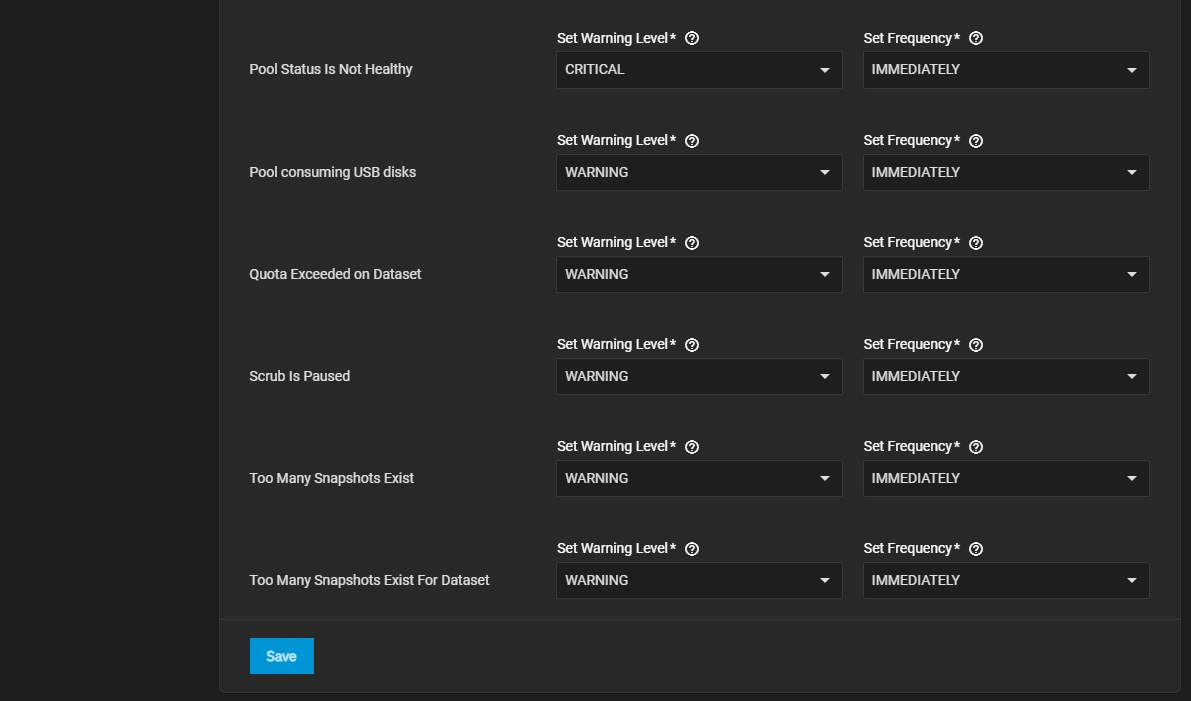 Set Warning Level* Set Frequency*
Pool Status Is Not Healthy CRITICAL IMMEDIATELY
Set Warning Level* Set Frequency*
Pool consuming USB disks WARNING IMMEDIATELY
Set Warning Level* Set Frequency*
Quota Exceeded on Dataset WARNING IMMEDIATELY
Set Warning Level* Set Frequency*
Scrub Is Paused WARNING IMMEDIATELY
Set Warning Level* Set Frequency*
Too Many Snapshots Exist WARNING IMMEDIATELY
Set Warning Level* Set Frequency*
Too Many Snapshots Exist For Dataset WARNING IMMEDIATELY
Save